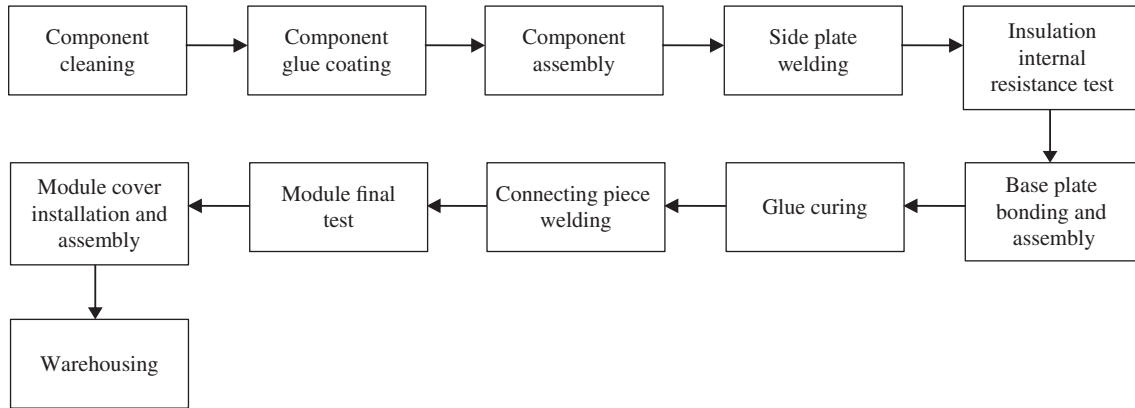 Component
cleaning
Component
glue coating
Component
assembly
Side plate
welding
Insulation
internal
resistance test
Base plate
bonding and
assembly
Glue curing
Connecting piece
welding
Module final
test
Module cover
installation and
assembly
Warehousing